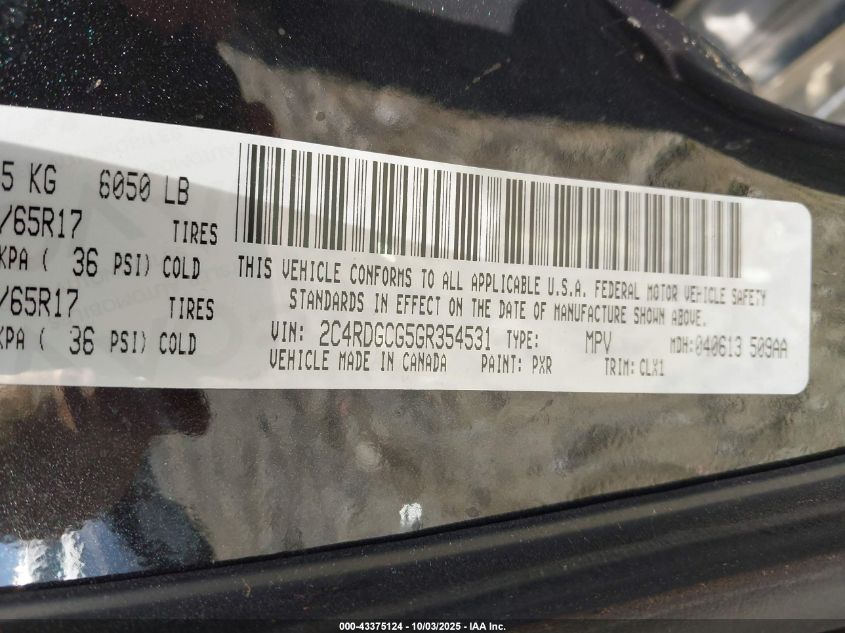 5 KG 6050 LB
/65R17 TIRES
KPA ( 36 PSI) COLD
/65R17 TIRES
KPA ( 36 PSI) COLD
THIS VEHICLE CONFORMS TO ALL APPLICABLE U.S.A. FEDERAL MOTOR VEHICLE SAFETY
STANDARDS IN EFFECT ON THE DATE OF MANUFACTURE SHOWN ABOVE.
VIN: 2C4RDGCG5GR354531 TYPE: MPV MDH:040613 509AA
VEHICLE MADE IN CANADA PAINT: PXR TRIM: CLX1
000-43375124 - 10/03/2025 - IAA Inc.